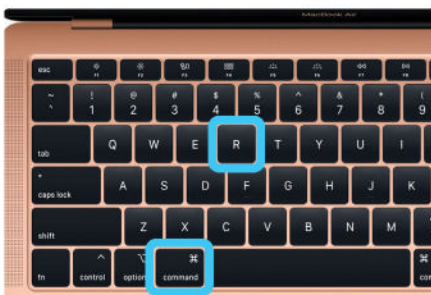 MacBook Air
esc F1 F2 F3 F4 F5 F6 F7 F8
~ ! @ # $ % ^ & * (
` 1 2 3 4 5 6 7 8 9
tab Q W E R T Y U I
caps lock A S D F G H J K
shift Z X C V B N M
^ ⌥ ⌘ ⌘
fn control option command